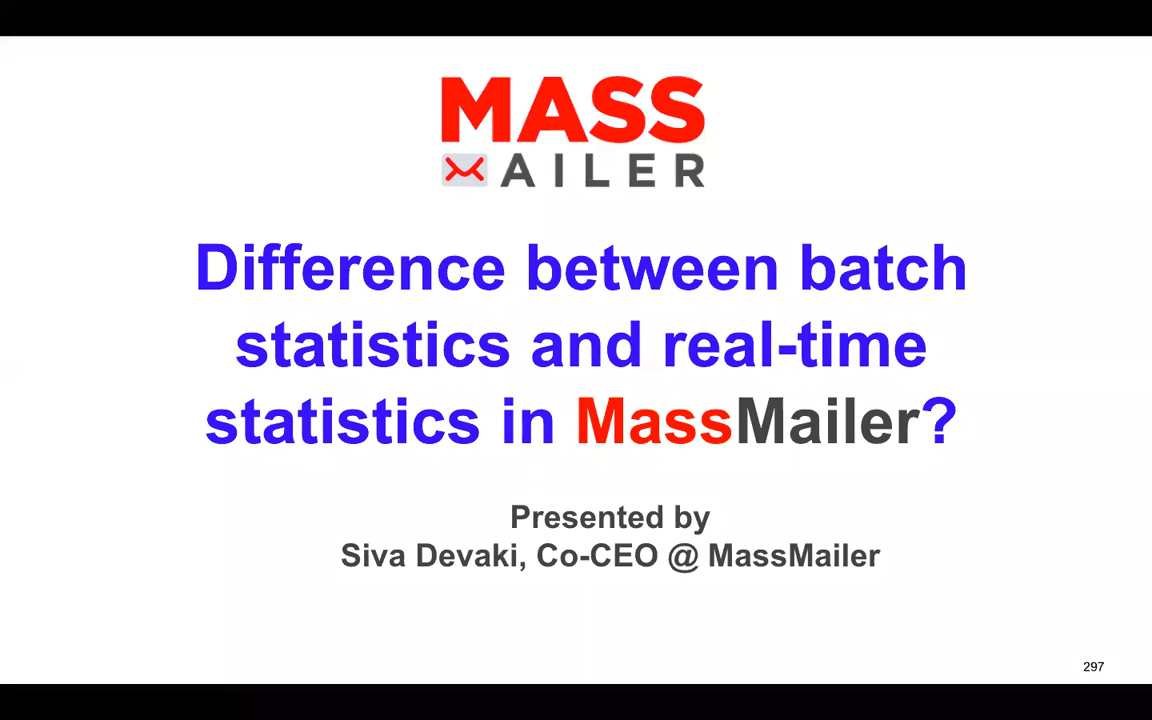 MASS
AILER
Difference between batch
statistics and real-time
statistics in MassMailer?
Presented by
Siva Devaki, Co-CEO @ MassMailer
297